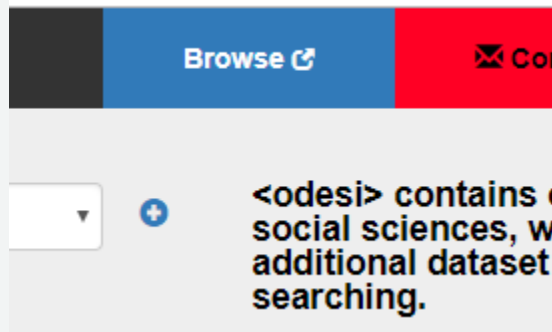 Browse
<odesi> contains
social sciences,
additional dataset
searching.